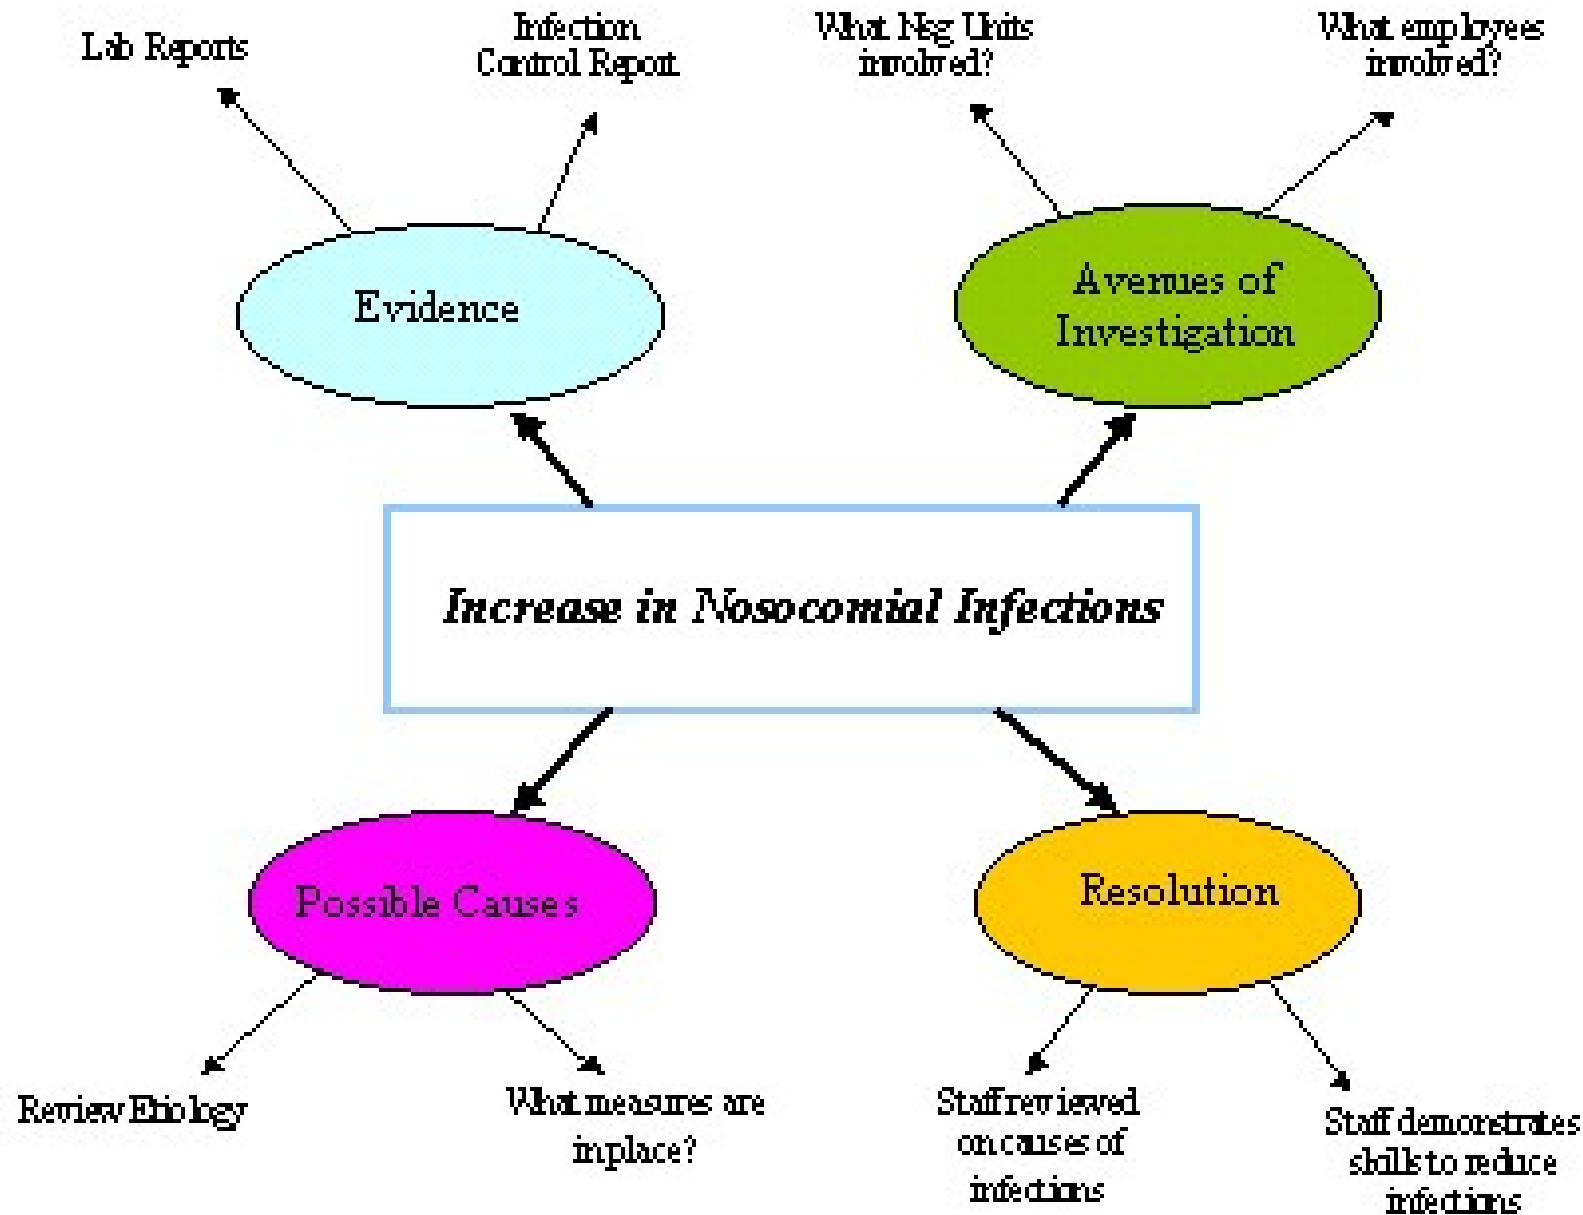 Lab Reports
Infection
Control Report
What Nsg Units
involved?
What employees
involved?
Evidence
Avenues of
Investigation
Increase in Nosocomial Infections
Possible Causes
Resolution
Review Etiology
What measures are
in place?
Staff reviewed
on causes of
infections
Staff demonstrates
skills to reduce
infections